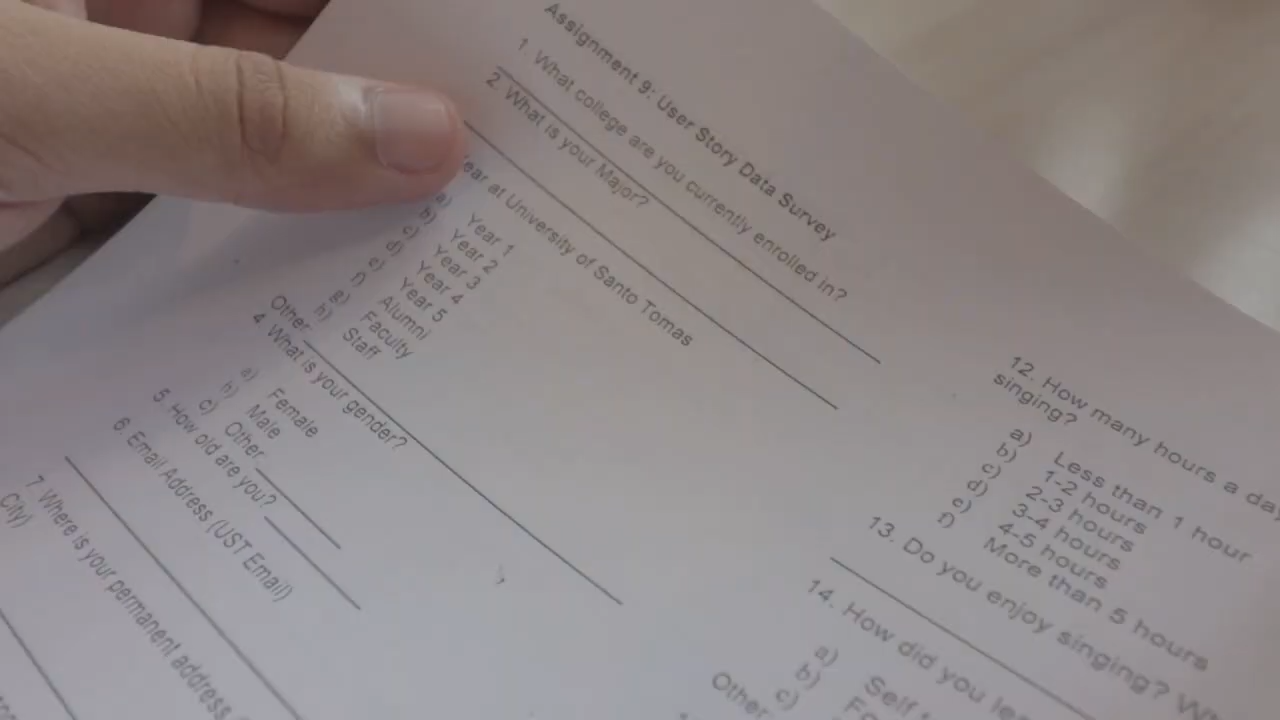 Assignment 9: User Story Data Survey
1 What college are you currently enrolled in?
2. What is your Major?
at University of Santo Tomas
a) Year 1
b) Year 2
c) Year 3
d) Year 4
e) Year 5
f) Alumni
g) Faculty
h) Staff
Other
4. What is your gender?
a) Female
b) Male
c) Other
5. How old are you?
6. Email Address (UST Email)
7 Where is your permanent address
City)
12. How many hours a day
singing?
a) Less than 1 hour
b) 1-2 hours
c) 2-3 hours
d) 3-4 hours
e) 4-5 hours
f) More than 5 hours
13. Do you enjoy singing?
14. How did you
a) Self
b)
c)
Other